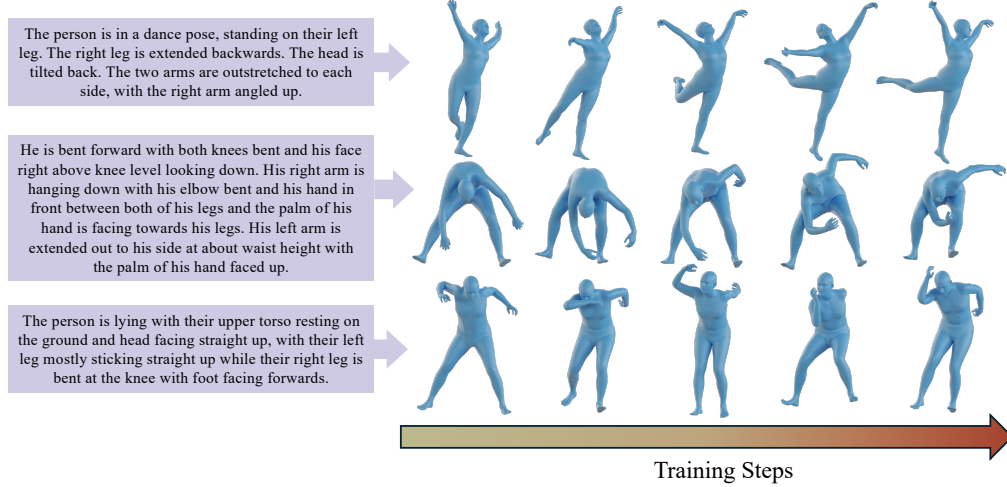 The person is in a dance pose, standing on their left
leg. The right leg is extended backwards. The head is
tilted back. The two arms are outstretched to each
side, with the right arm angled up.
He is bent forward with both knees bent and his face
right above knee level looking down. His right arm is
hanging down with his elbow bent and his hand in
front between both of his legs and the palm of his
hand is facing towards his legs. His left arm is
extended out to his side at about waist height with
the palm of his hand faced up.
The person is lying with their upper torso resting on
the ground and head facing straight up, with their left
leg mostly sticking straight up while their right leg is
bent at the knee with foot facing forwards.
Training Steps